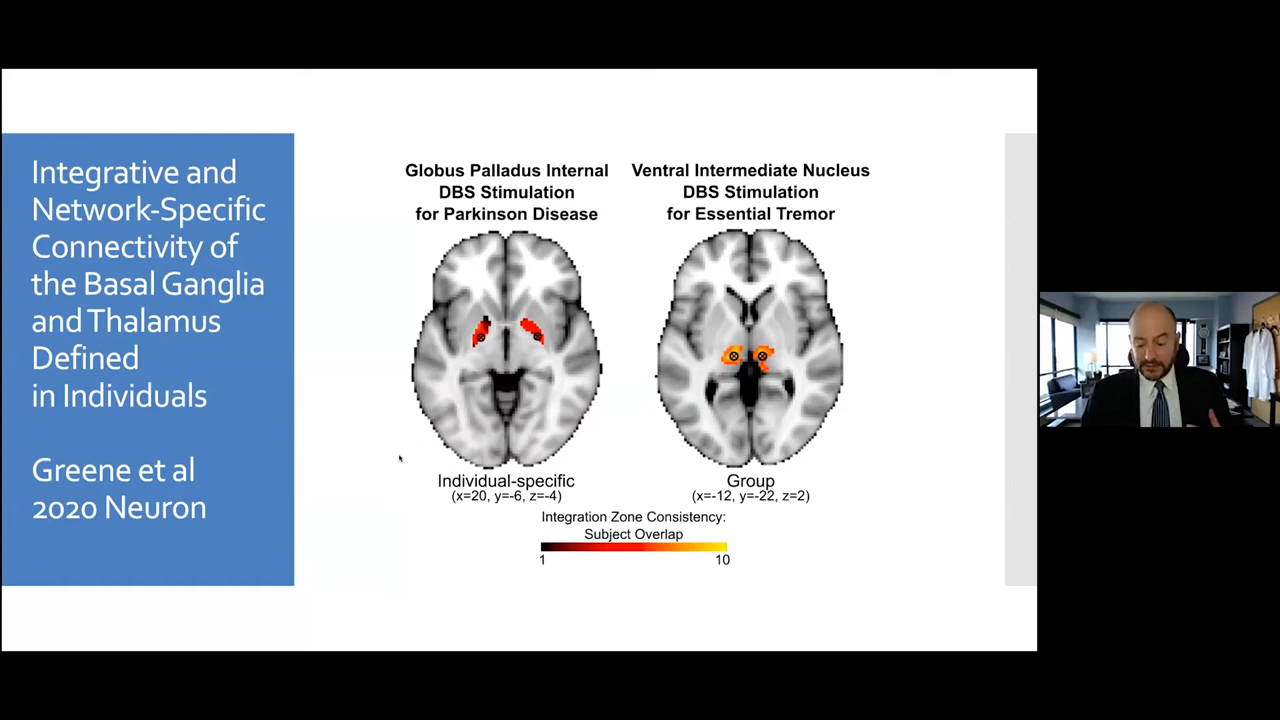 Integrative and
Network-Specific
Connectivity of
the Basal Ganglia
and Thalamus
Defined
in Individuals
Greene et al
2020 Neuron
Globus Palladus Internal
DBS Stimulation
for Parkinson Disease
Ventral Intermediate Nucleus
DBS Stimulation
for Essential Tremor
Individual-specific
(x=20, y=-6, z=-4)
Group
(x=-12, y=-22, z=2)
Integration Zone Consistency:
Subject Overlap
1
10